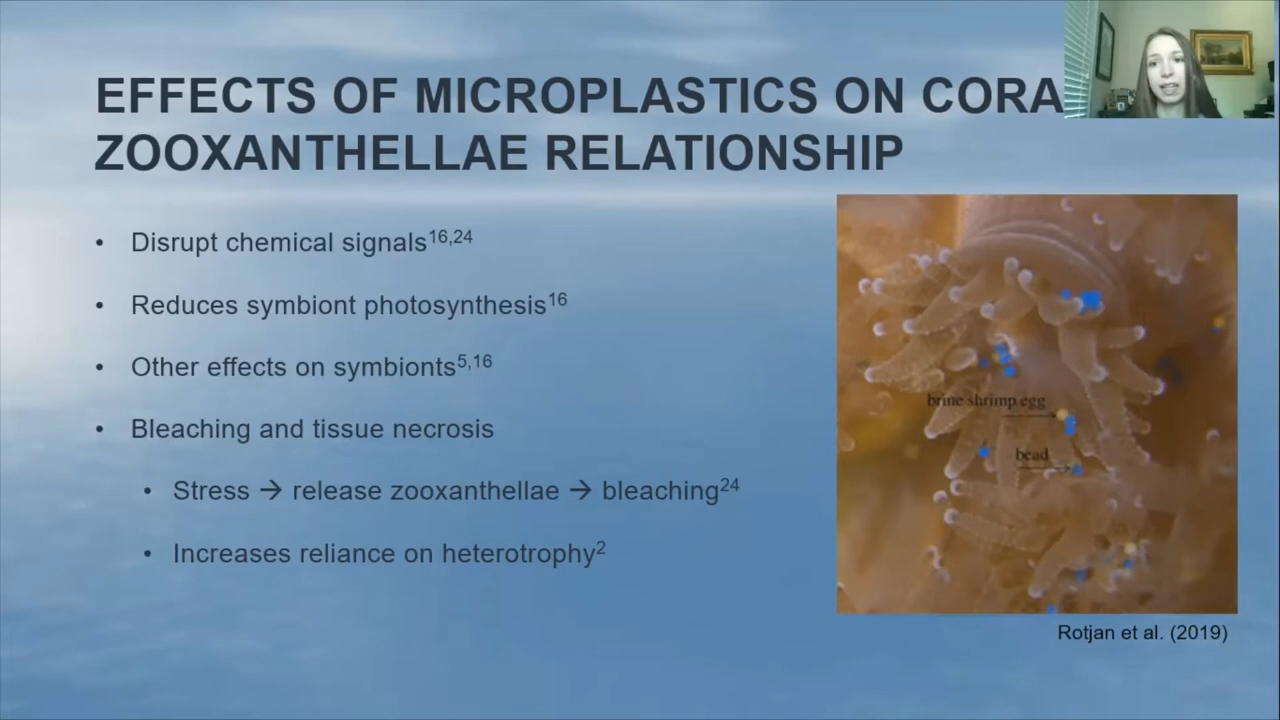 EFFECTS OF MICROPLASTICS ON CORA
ZOOXANTHELLAE RELATIONSHIP
• Disrupt chemical signals16,24
• Reduces symbiont photosynthesis16
• Other effects on symbionts5,16
• Bleaching and tissue necrosis
• Stress → release zooxanthellae → bleaching24
• Increases reliance on heterotrophy2
brine shrimp egg
bead
Rotjan et al. (2019)